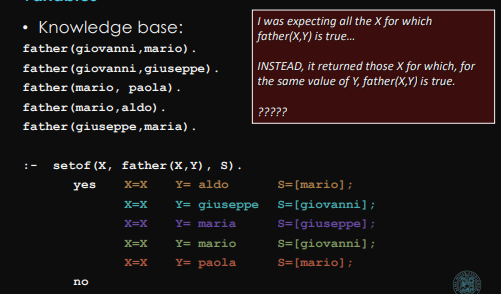 • Knowledge base:
father(giovanni,mario).
father(giovanni,giuseppe).
father(mario, paola).
father(mario,aldo).
father(giuseppe,maria).
I was expecting all the X for which
father(X,Y) is true…
INSTEAD, it returned those X for which, for
the same value of Y, father(X,Y) is true.
?????
:- setof(X, father(X,Y), S).
yes X=X Y= aldo S=[mario];
X=X Y= giuseppe S=[giovanni];
X=X Y= maria S=[giuseppe];
X=X Y= mario S=[giovanni];
X=X Y= paola S=[mario];
no